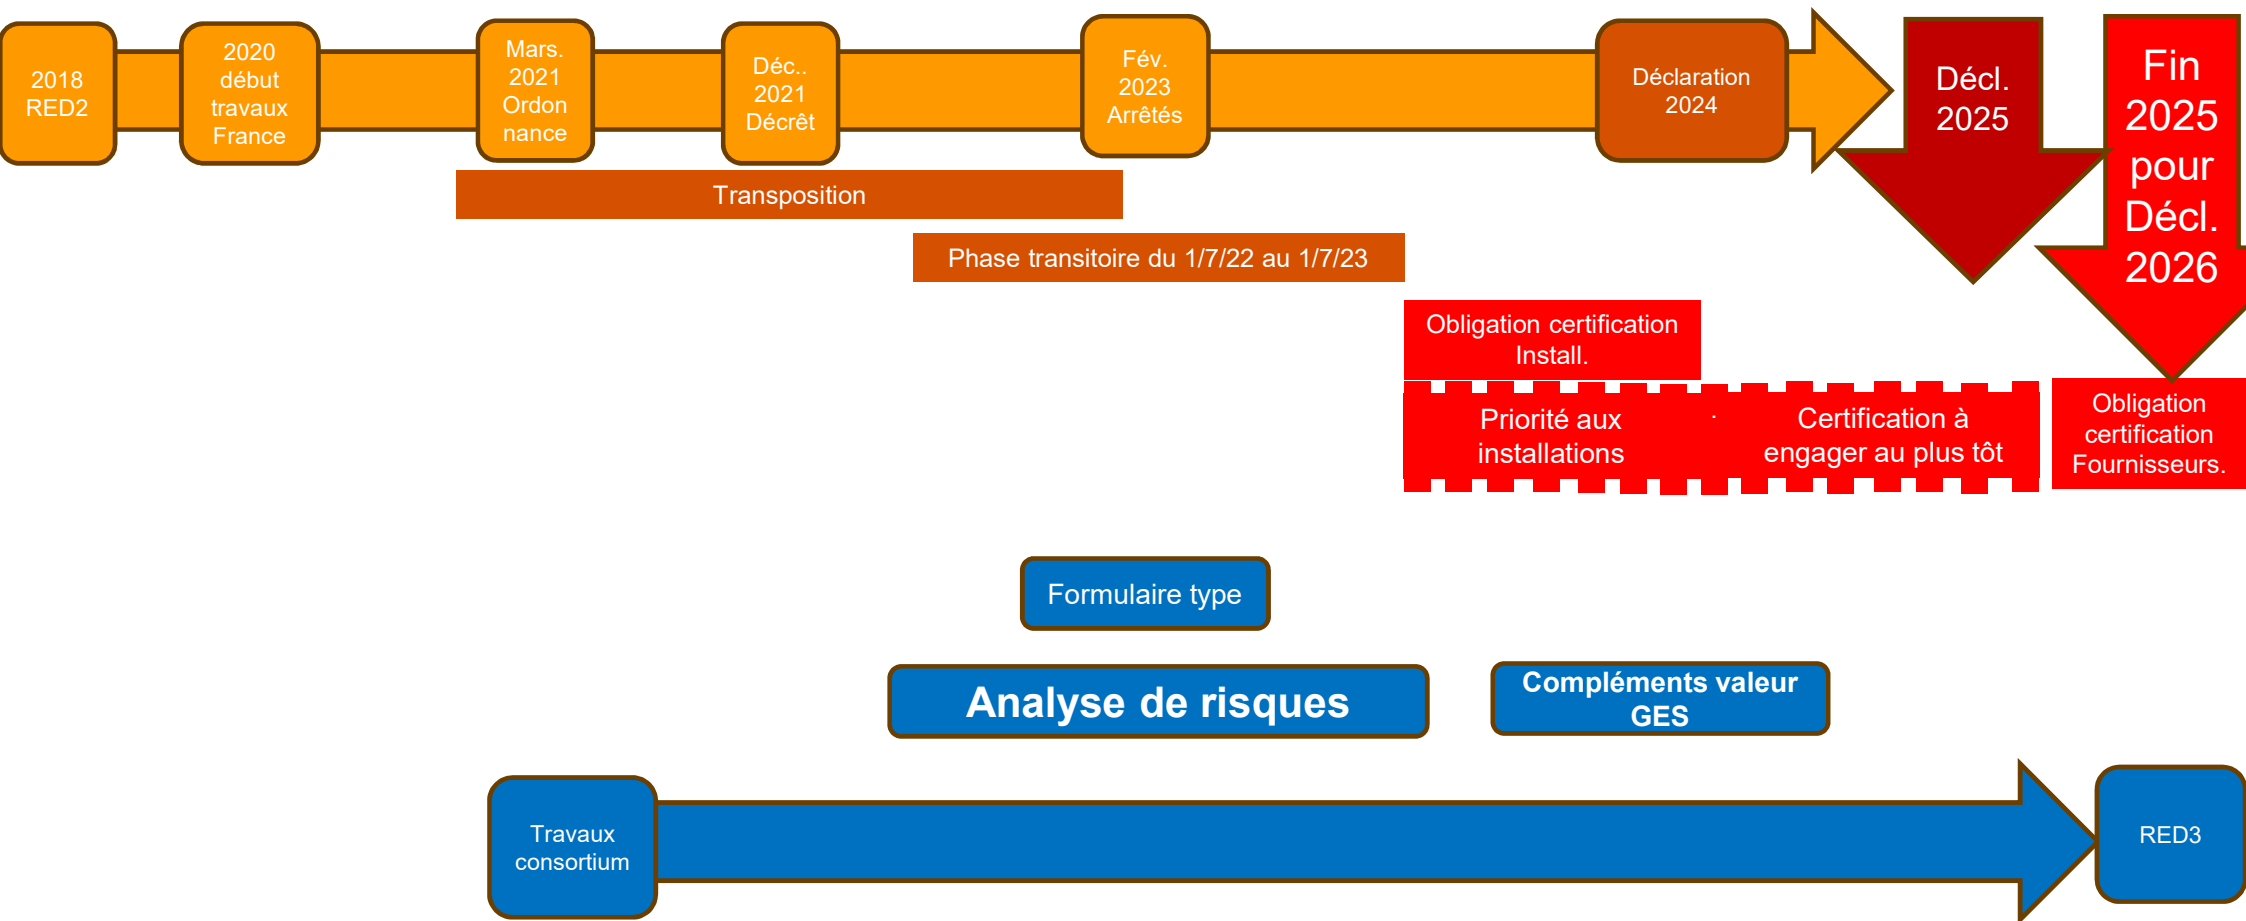 2018
RED2
2020
début
travaux
France
Mars.
2021
Ordon
nance
Déc..
2021
Décrêt
Fév.
2023
Arrêtés
Déclaration
2024
Décl.
2025
Fin
2025
pour
Décl.
2026
Transposition
Phase transitoire du 1/7/22 au 1/7/23
Obligation certification
Install.
Priorité aux
installations
.
Certification à
engager au plus tôt
Obligation
certification
Fournisseurs.
Formulaire type
Analyse de risques
Compléments valeur
GES
Travaux
consortium
RED3